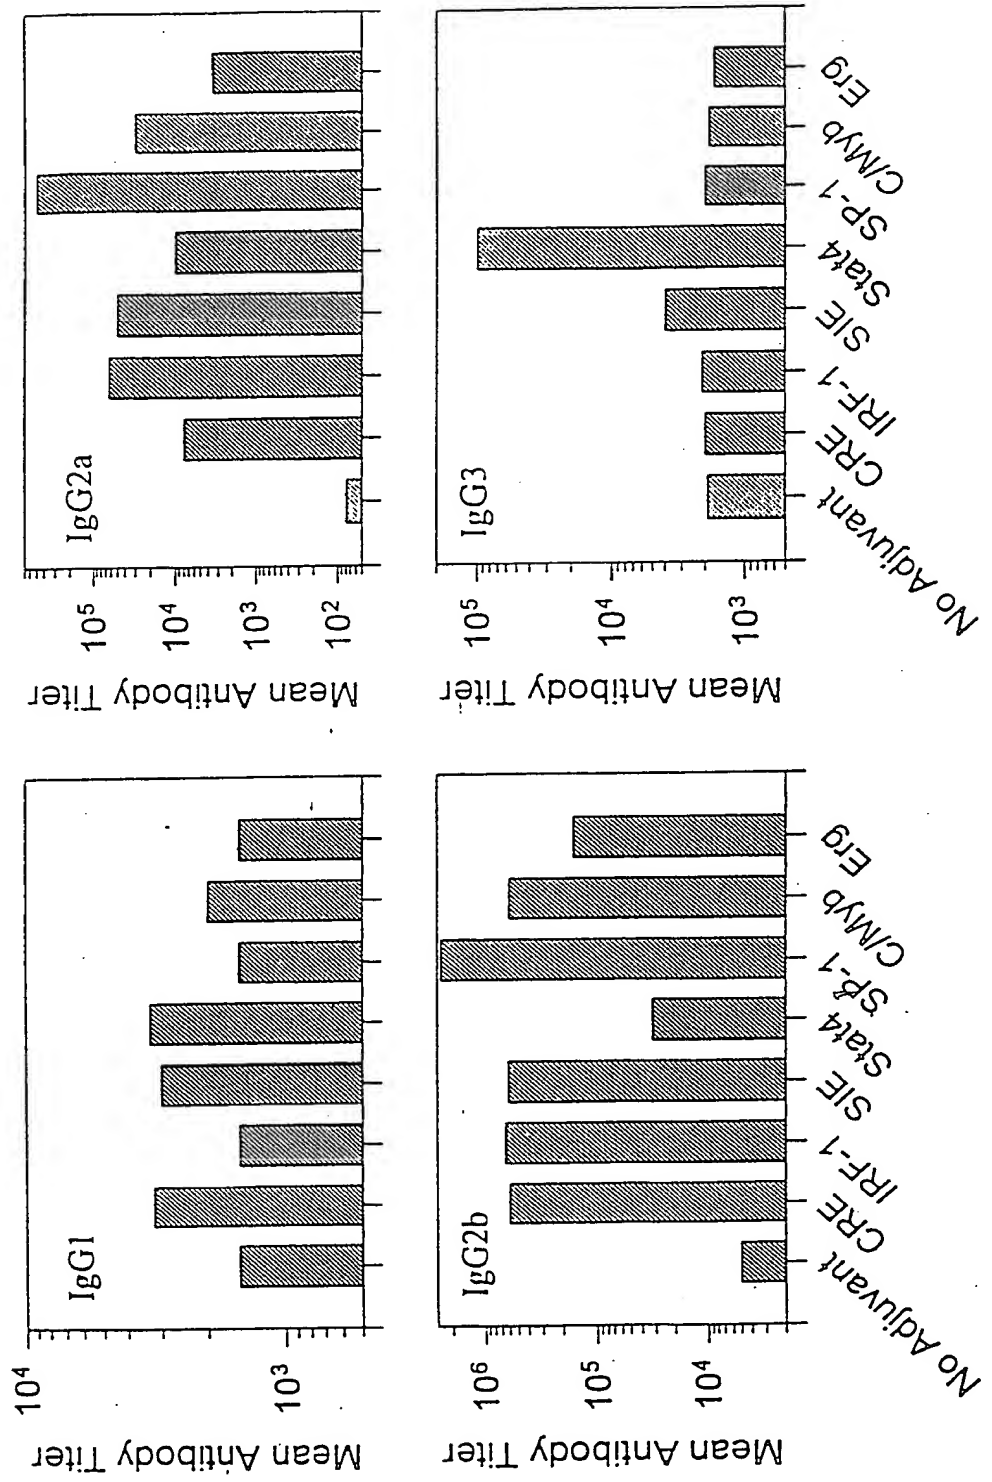 IgG1
Mean Antibody Titer
10⁴
10³
IgG2a
Mean Antibody Titer
10⁵
10⁴
10³
10²
IgG2b
Mean Antibody Titer
10⁶
10⁵
10⁴
No Adjuvant
CRE
IRF-1
SIE
Stat4
SP-1
C/Myb
Erg
IgG3
Mean Antibody Titer
10⁵
10⁴
10³
No Adjuvant
CRE
IRF-1
SIE
Stat4
SP-1
C/Myb
Erg